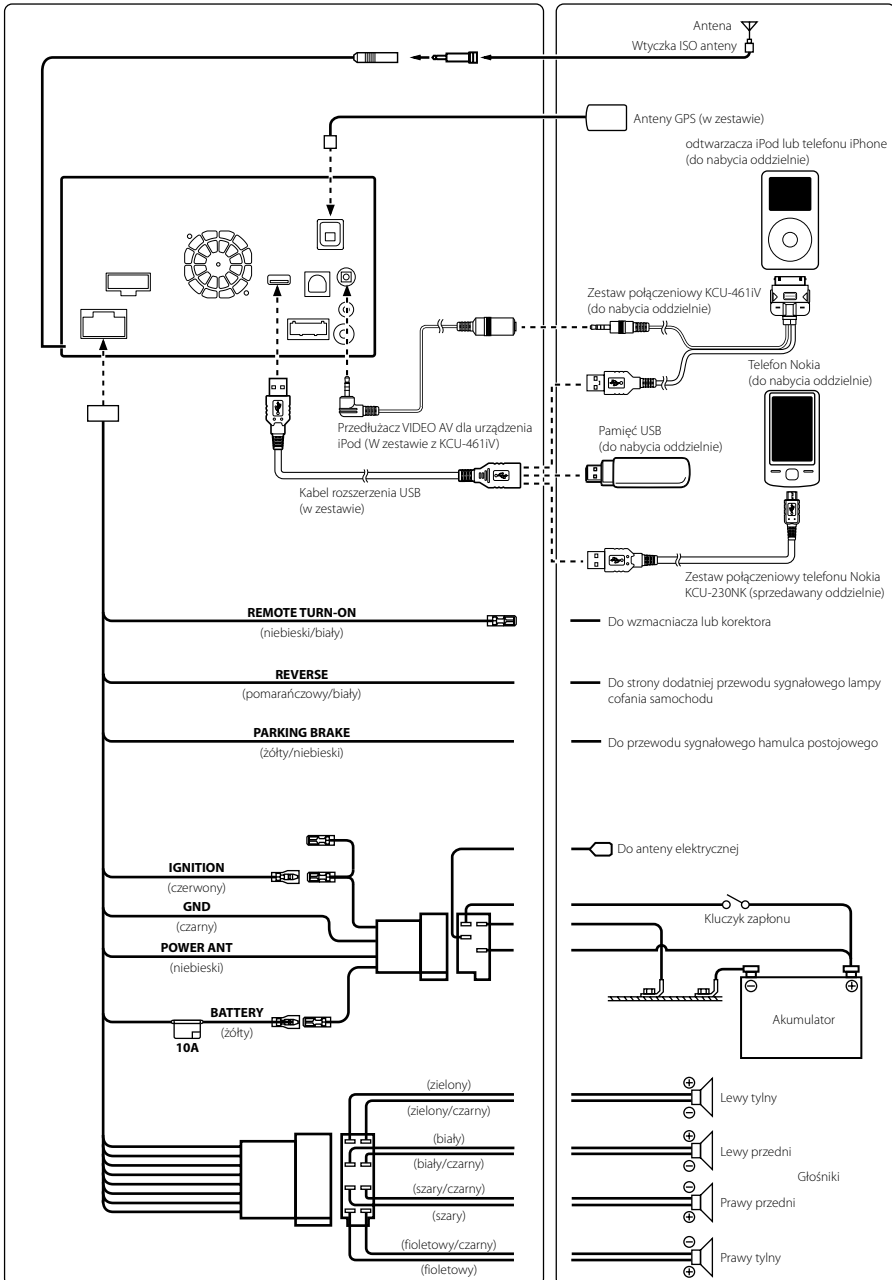 Antena
Wtyczka ISO anteny
Anteny GPS (w zestawie)
odtwarzacza iPod lub telefonu iPhone
(do nabycia oddzielnie)
Zestaw połączeniowy KCU-461iV
(do nabycia oddzielnie)
Telefon Nokia
(do nabycia oddzielnie)
Przedłużacz VIDEO AV dla urządzenia
iPod (W zestawie z KCU-461iV)
Pamięć USB
(do nabycia oddzielnie)
Kabel rozszerzenia USB
(w zestawie)
Zestaw połączeniowy telefonu Nokia
KCU-230NK (sprzedawany oddzielnie)
REMOTE TURN-ON
(niebieski/biały)
Do wzmacniacza lub korektora
REVERSE
(pomarańczowy/biały)
Do strony dodatniej przewodu sygnałowego lampy
cofania samochodu
PARKING BRAKE
(żółty/niebieski)
Do przewodu sygnałowego hamulca postojowego
Do anteny elektrycznej
IGNITION
(czerwony)
Kluczyk zapłonu
GND
(czarny)
POWER ANT
(niebieski)
BATTERY
(żółty)
10A
Akumulator
(zielony)
(zielony/czarny)
Lewy tylny
(biały)
(biały/czarny)
Lewy przedni
Głośniki
(szary/czarny)
(szary)
Prawy przedni
(fioletowy/czarny)
(fioletowy)
Prawy tylny